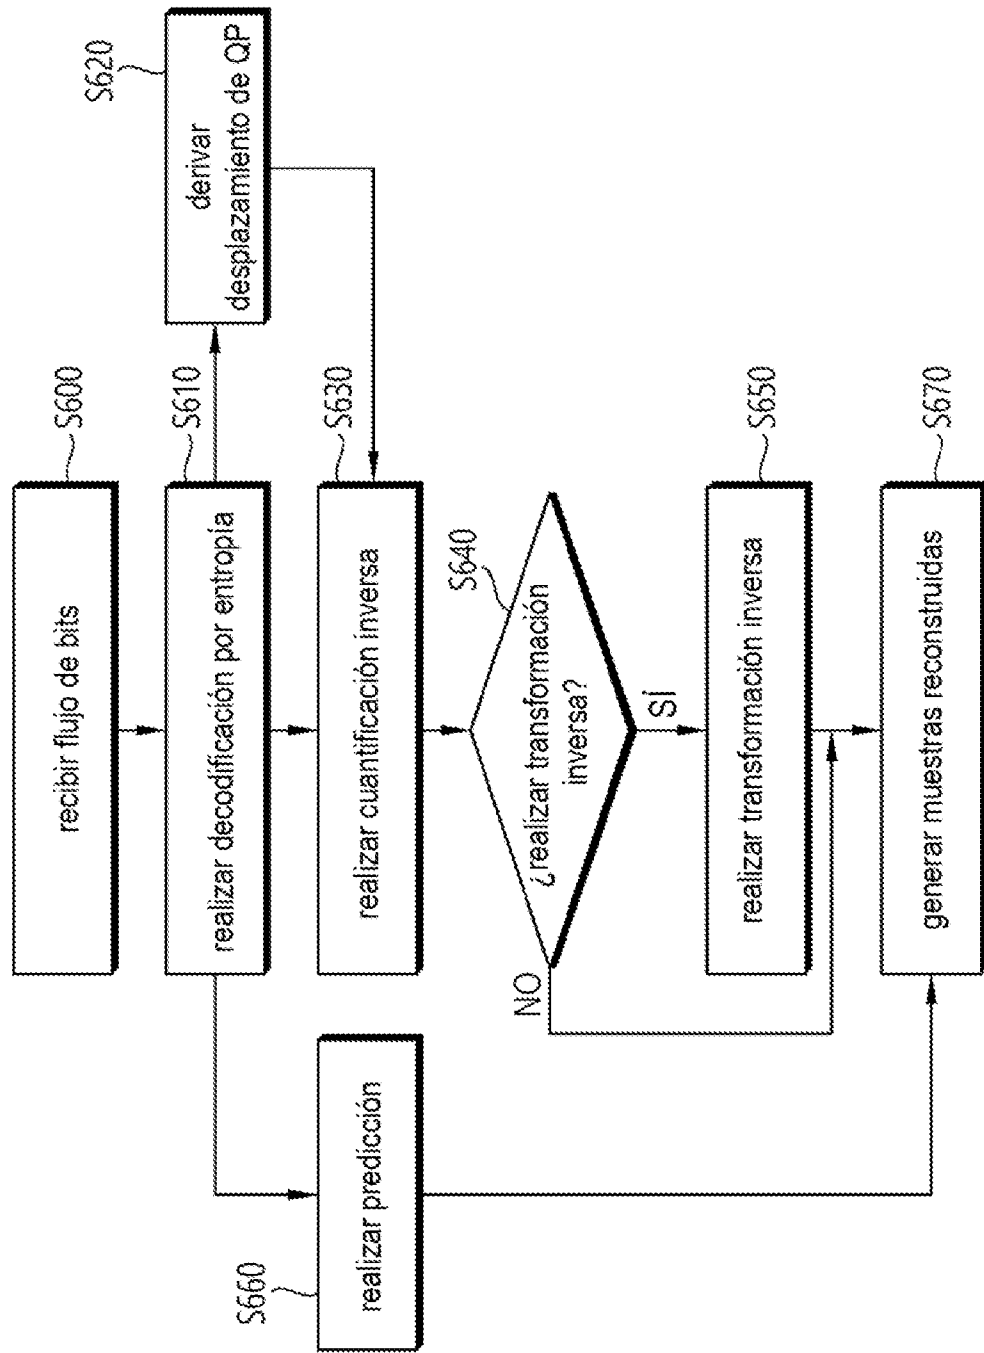 S600
recibir flujo de bits
S610
realizar decodificación por entropía
S620
derivar
desplazamiento de QP
S630
realizar cuantificación inversa
S640
¿realizar transformación
inversa?
NO
SÍ
S650
realizar transformación inversa
S660
realizar predicción
S670
generar muestras reconstruidas